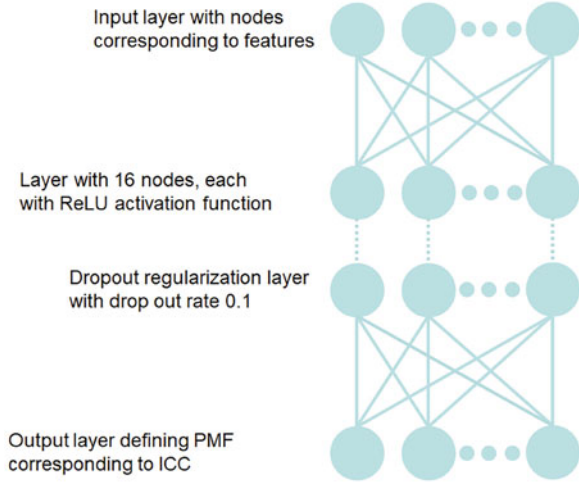 Input layer with nodes
corresponding to features
Layer with 16 nodes, each
with ReLU activation function
Dropout regularization layer
with drop out rate 0.1
Output layer defining PMF
corresponding to ICC